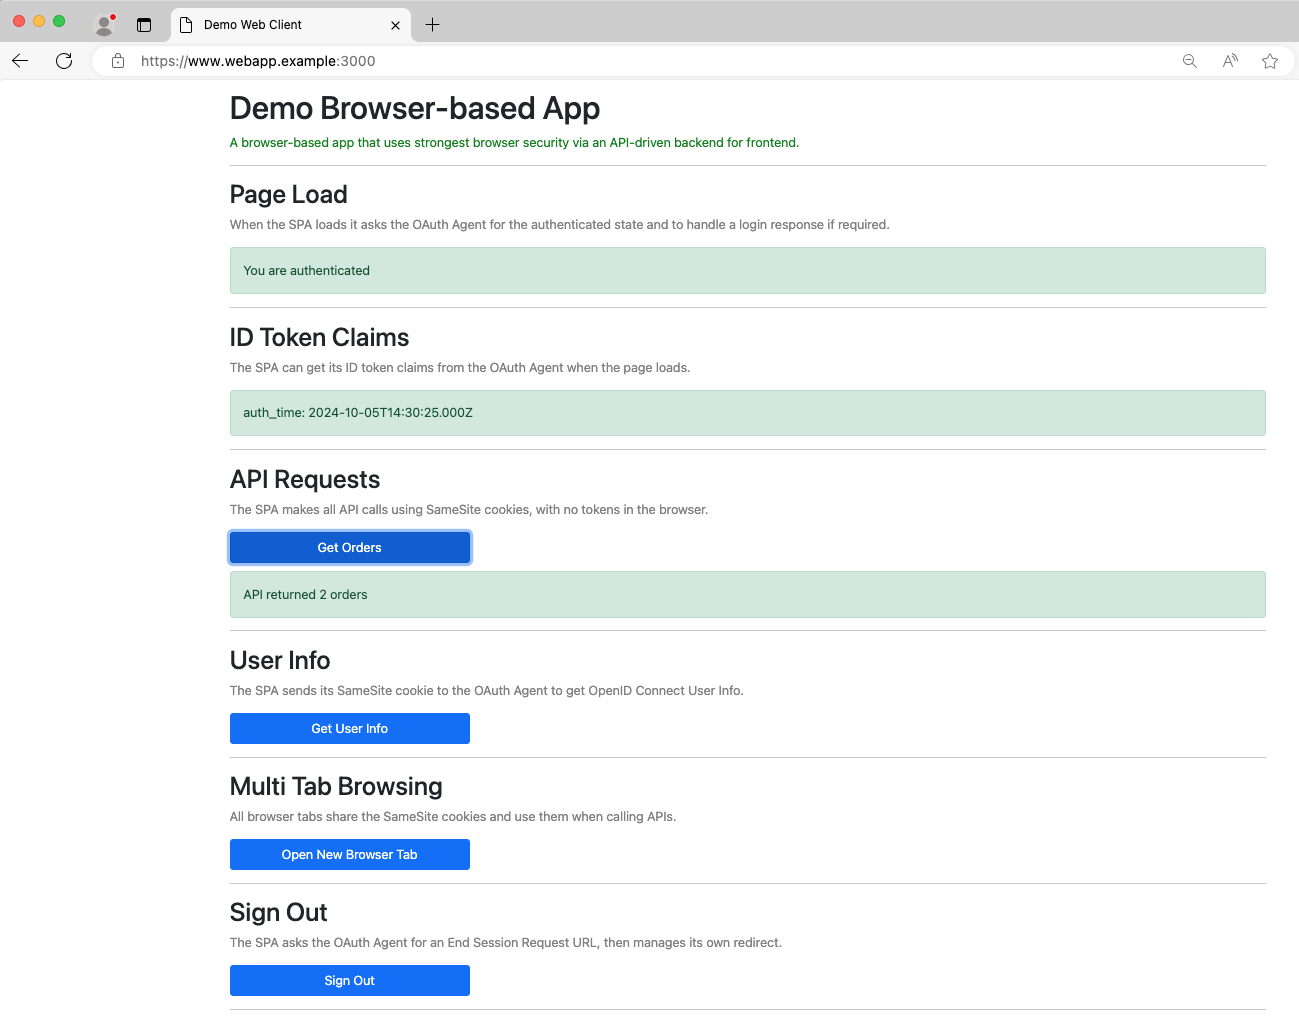 Demo Web Client
https://www.webapp.example:3000
Demo Browser-based App
A browser-based app that uses strongest browser security via an API-driven backend for frontend.
Page Load
When the SPA loads it asks the OAuth Agent for the authenticated state and to handle a login response if required.
You are authenticated
ID Token Claims
The SPA can get its ID token claims from the OAuth Agent when the page loads.
auth_time: 2024-10-05T14:30:25.000Z
API Requests
The SPA makes all API calls using SameSite cookies, with no tokens in the browser.
Get Orders
API returned 2 orders
User Info
The SPA sends its SameSite cookie to the OAuth Agent to get OpenID Connect User Info.
Get User Info
Multi Tab Browsing
All browser tabs share the SameSite cookies and use them when calling APIs.
Open New Browser Tab
Sign Out
The SPA asks the OAuth Agent for an End Session Request URL, then manages its own redirect.
Sign Out